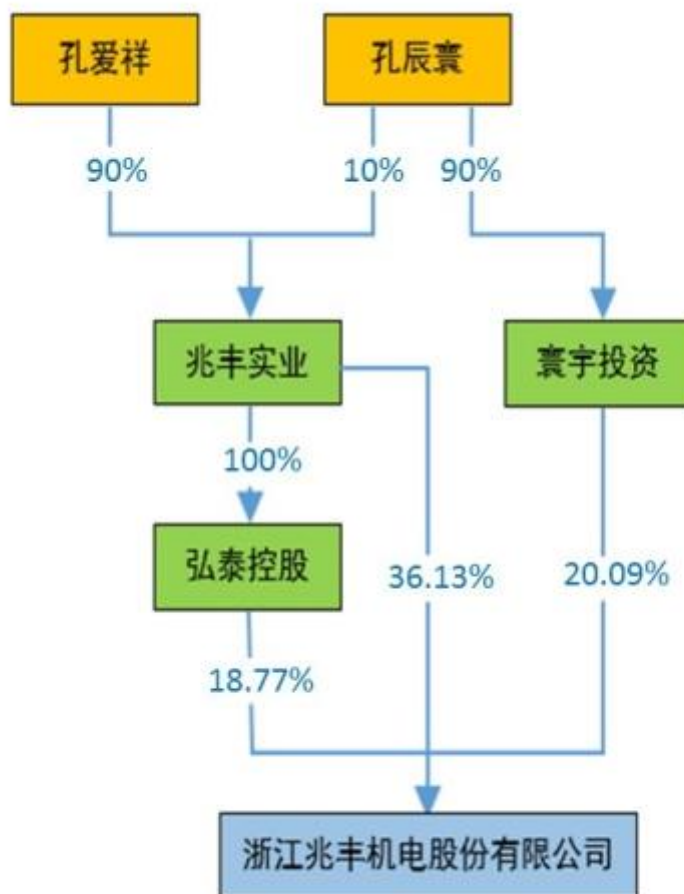 孔爱祥
孔辰寰
90%
10%
90%
兆丰实业
寰宇投资
100%
弘泰控股
36.13%
20.09%
18.77%
浙江兆丰机电股份有限公司